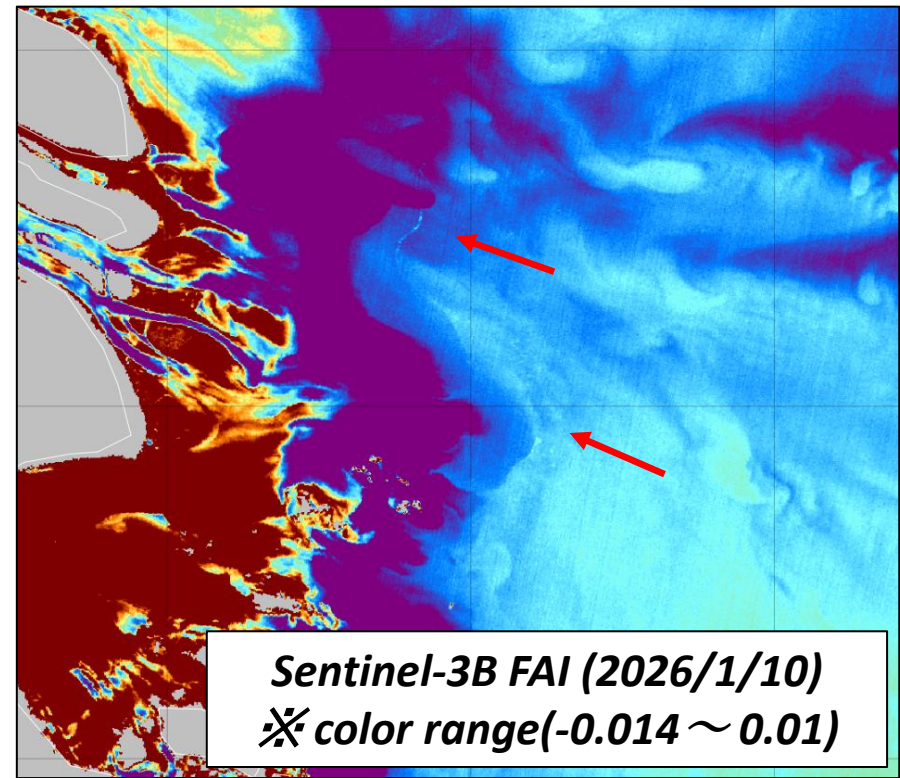 Sentinel-3B FAI (2026/1/10)
※ color range(-0.014～0.01)